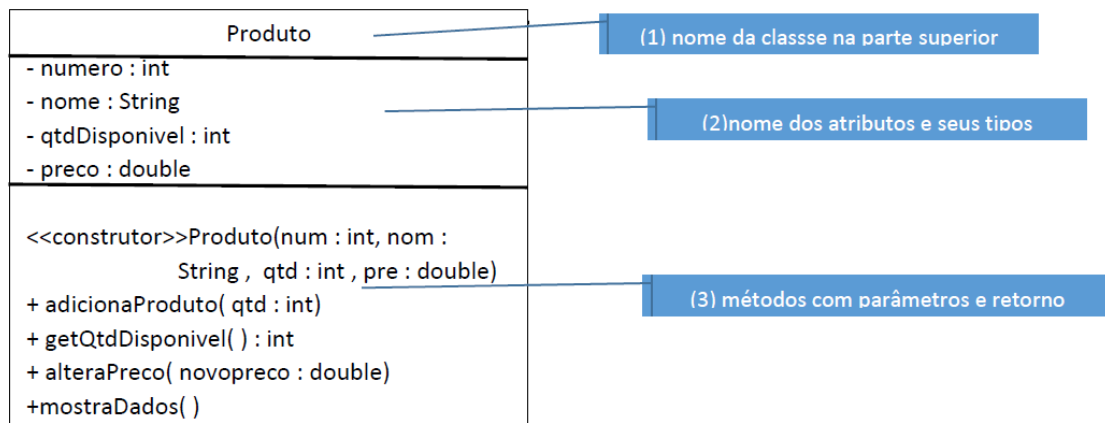 Produto
- numero : int
- nome : String
- qtdDisponivel : int
- preco : double
<<construtor>>Produto(num : int, nom :
String , qtd : int , pre : double)
+ adicionaProduto( qtd : int)
+ getQtdDisponivel( ) : int
+ alteraPreco( novopreco : double)
+mostraDados( )
(1) nome da classse na parte superior
(2)nome dos atributos e seus tipos
(3) métodos com parâmetros e retorno